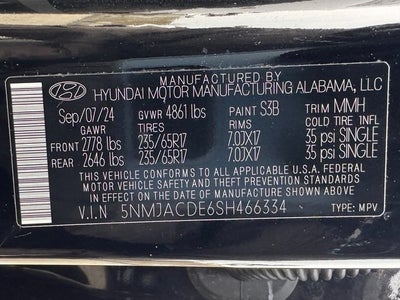 MANUFACTURED BY
HYUNDAI MOTOR MANUFACTURING ALABAMA, LLC
Sep/07/24 GVWR 4861 lbs PAINT S3B TRIM MMH
GAWR TIRES RIMS COLD TIRE INFL
FRONT 2778 lbs 235/65R17 7.0JX17 35 psi SINGLE
REAR 2646 lbs 235/65R17 7.0JX17 35 psi SINGLE
THIS VEHICLE CONFORMS TO ALL APPLICABLE U.S.A. FEDERAL
MOTOR VEHICLE SAFETY AND THEFT PREVENTION STANDARDS
IN EFFECT ON THE DATE OF MANUFACTURE SHOWN ABOVE.
V.I.N 5NMJACDE6SH466334 TYPE: MPV